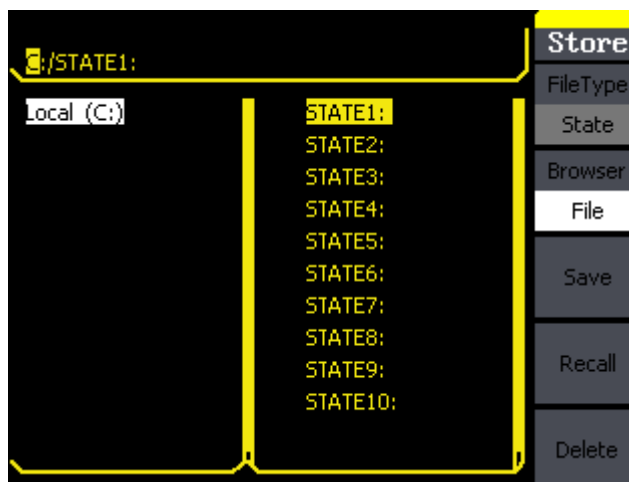 C:/STATE1:
Local (C:)
STATE1:
STATE2:
STATE3:
STATE4:
STATE5:
STATE6:
STATE7:
STATE8:
STATE9:
STATE10:
Store
FileType
State
Browser
File
Save
Recall
Delete